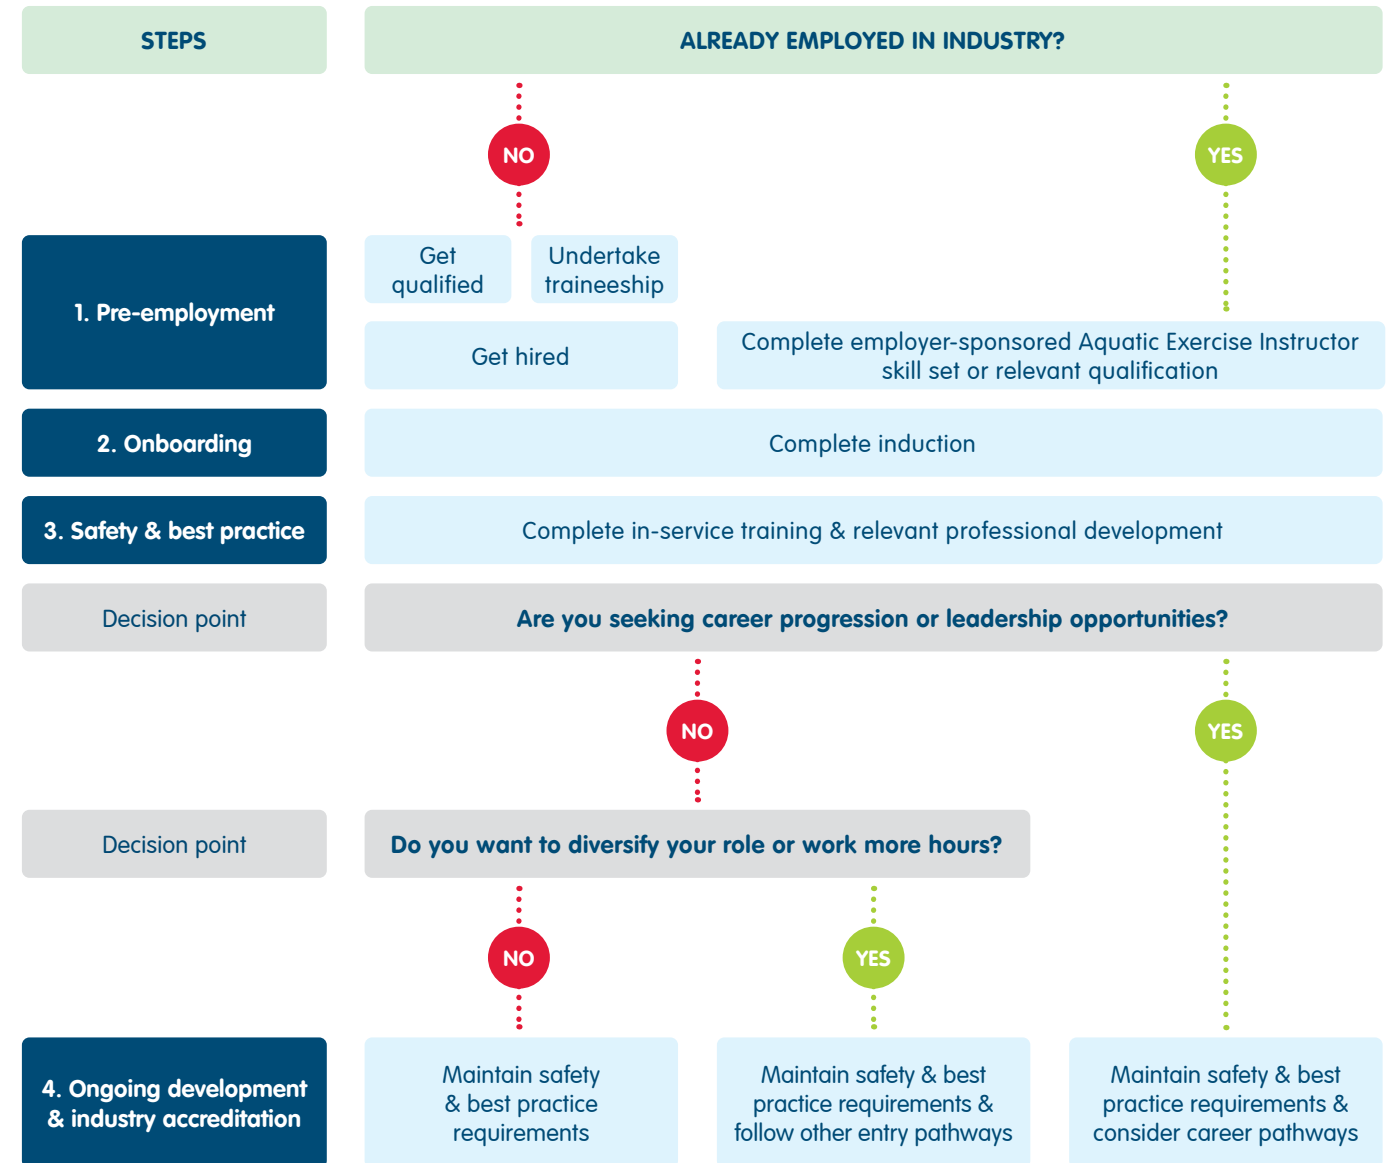 STEPS
ALREADY EMPLOYED IN INDUSTRY?
NO
YES
1. Pre-employment
Get
qualified
Undertake
traineeship
Get hired
Complete employer-sponsored Aquatic Exercise Instructor
skill set or relevant qualification
2. Onboarding
Complete induction
3. Safety & best practice
Complete in-service training & relevant professional development
Decision point
Are you seeking career progression or leadership opportunities?
NO
YES
Decision point
Do you want to diversify your role or work more hours?
NO
YES
4. Ongoing development
& industry accreditation
Maintain safety
& best practice
requirements
Maintain safety & best
practice requirements &
follow other entry pathways
Maintain safety & best
practice requirements &
consider career pathways